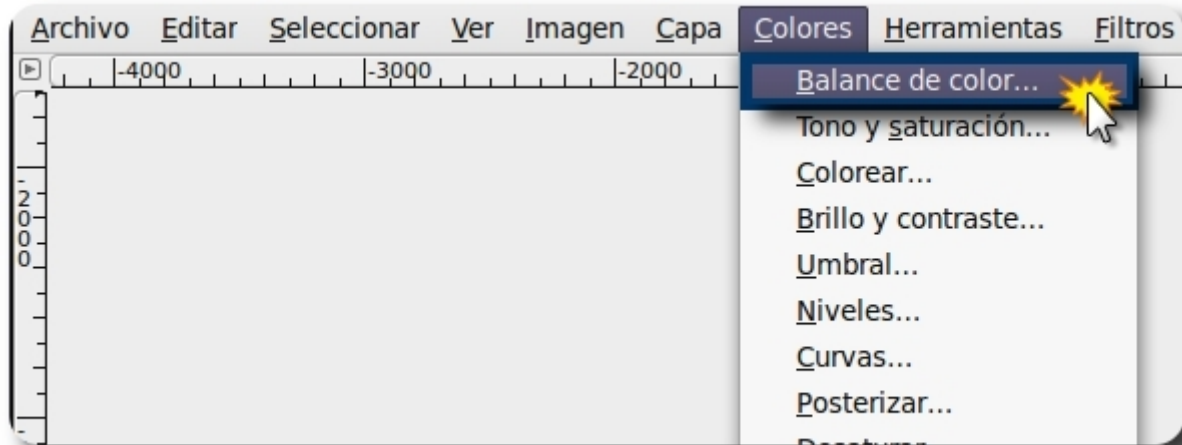 Archivo Editar Seleccionar Ver Imagen Capa Colores Herramientas Filtros
-4000 -3000 -2000
Balance de color...
Tono y saturación...
Colorear...
Brillo y contraste...
Umbral...
Niveles...
Curvas...
Posterizar...
-2000